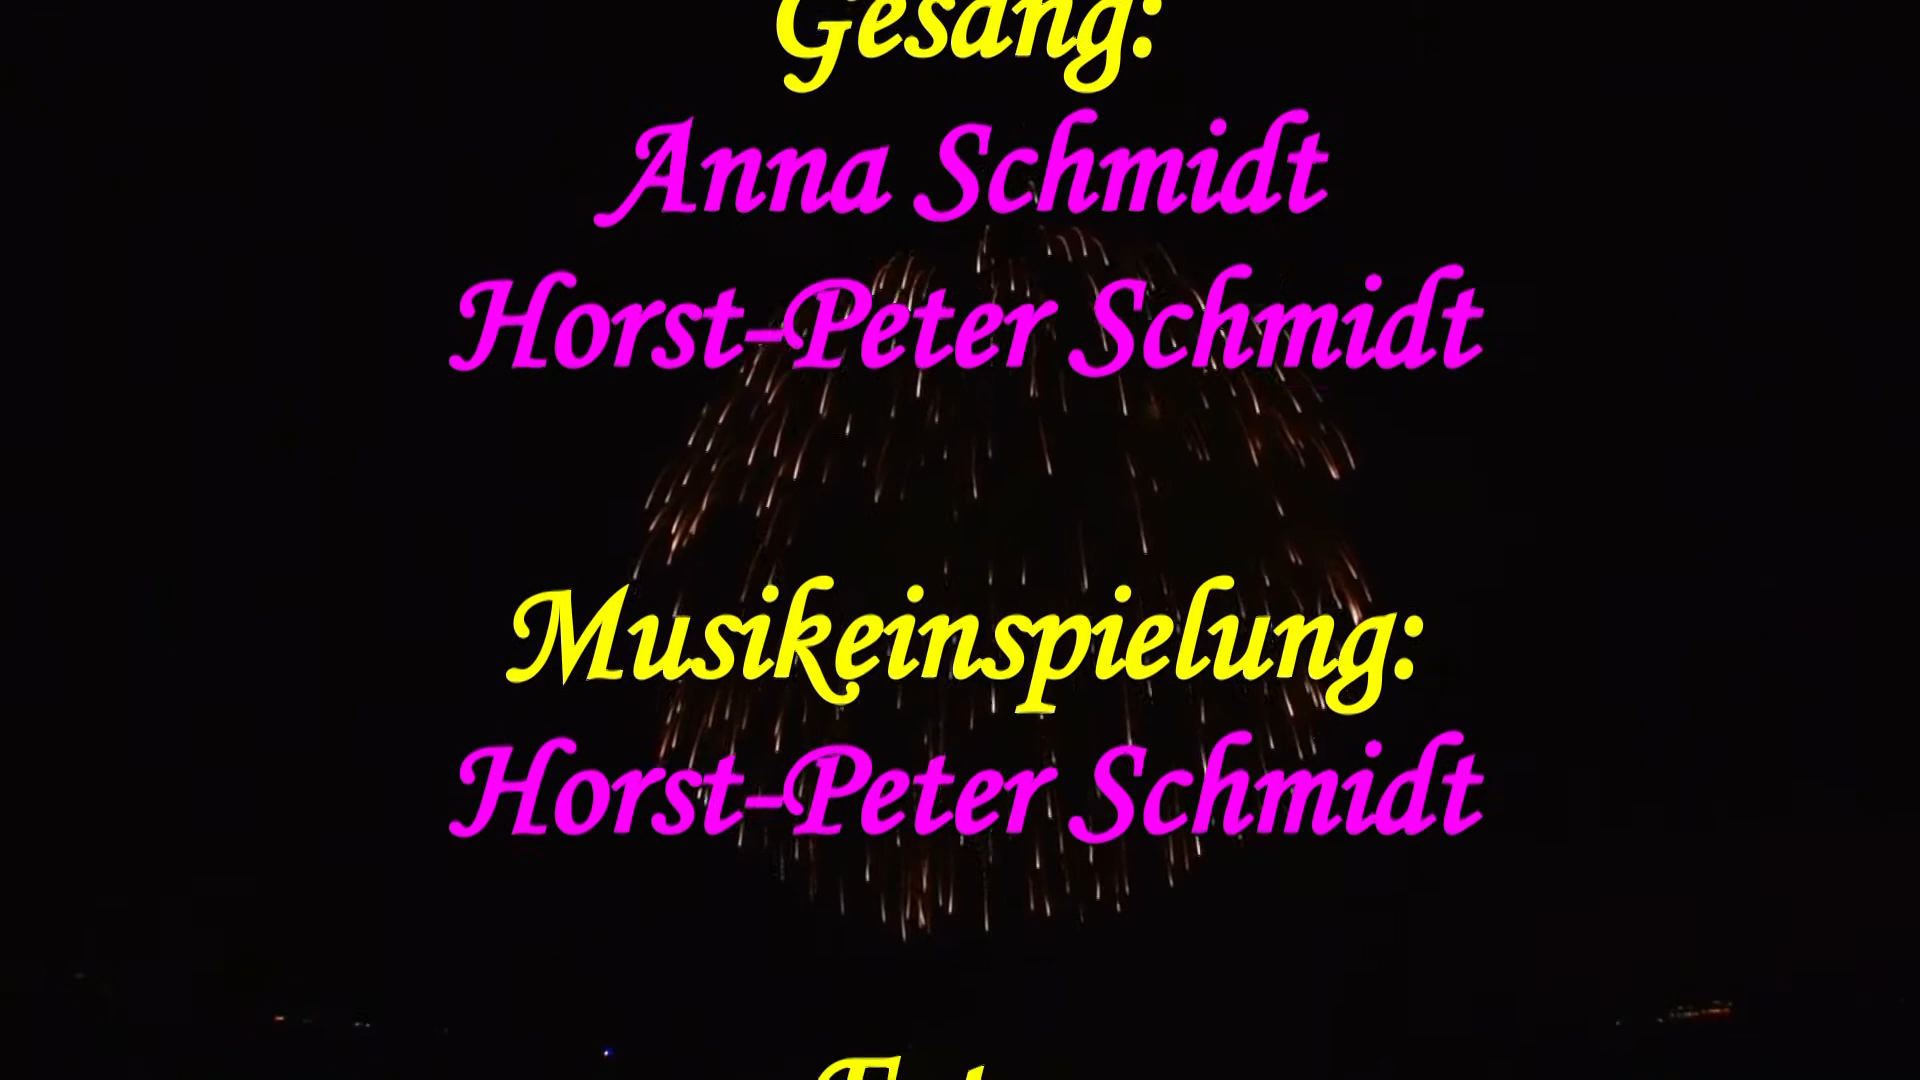 Gesang:
Anna Schmidt
Horst-Peter Schmidt
Musikeinspielung:
Horst-Peter Schmidt